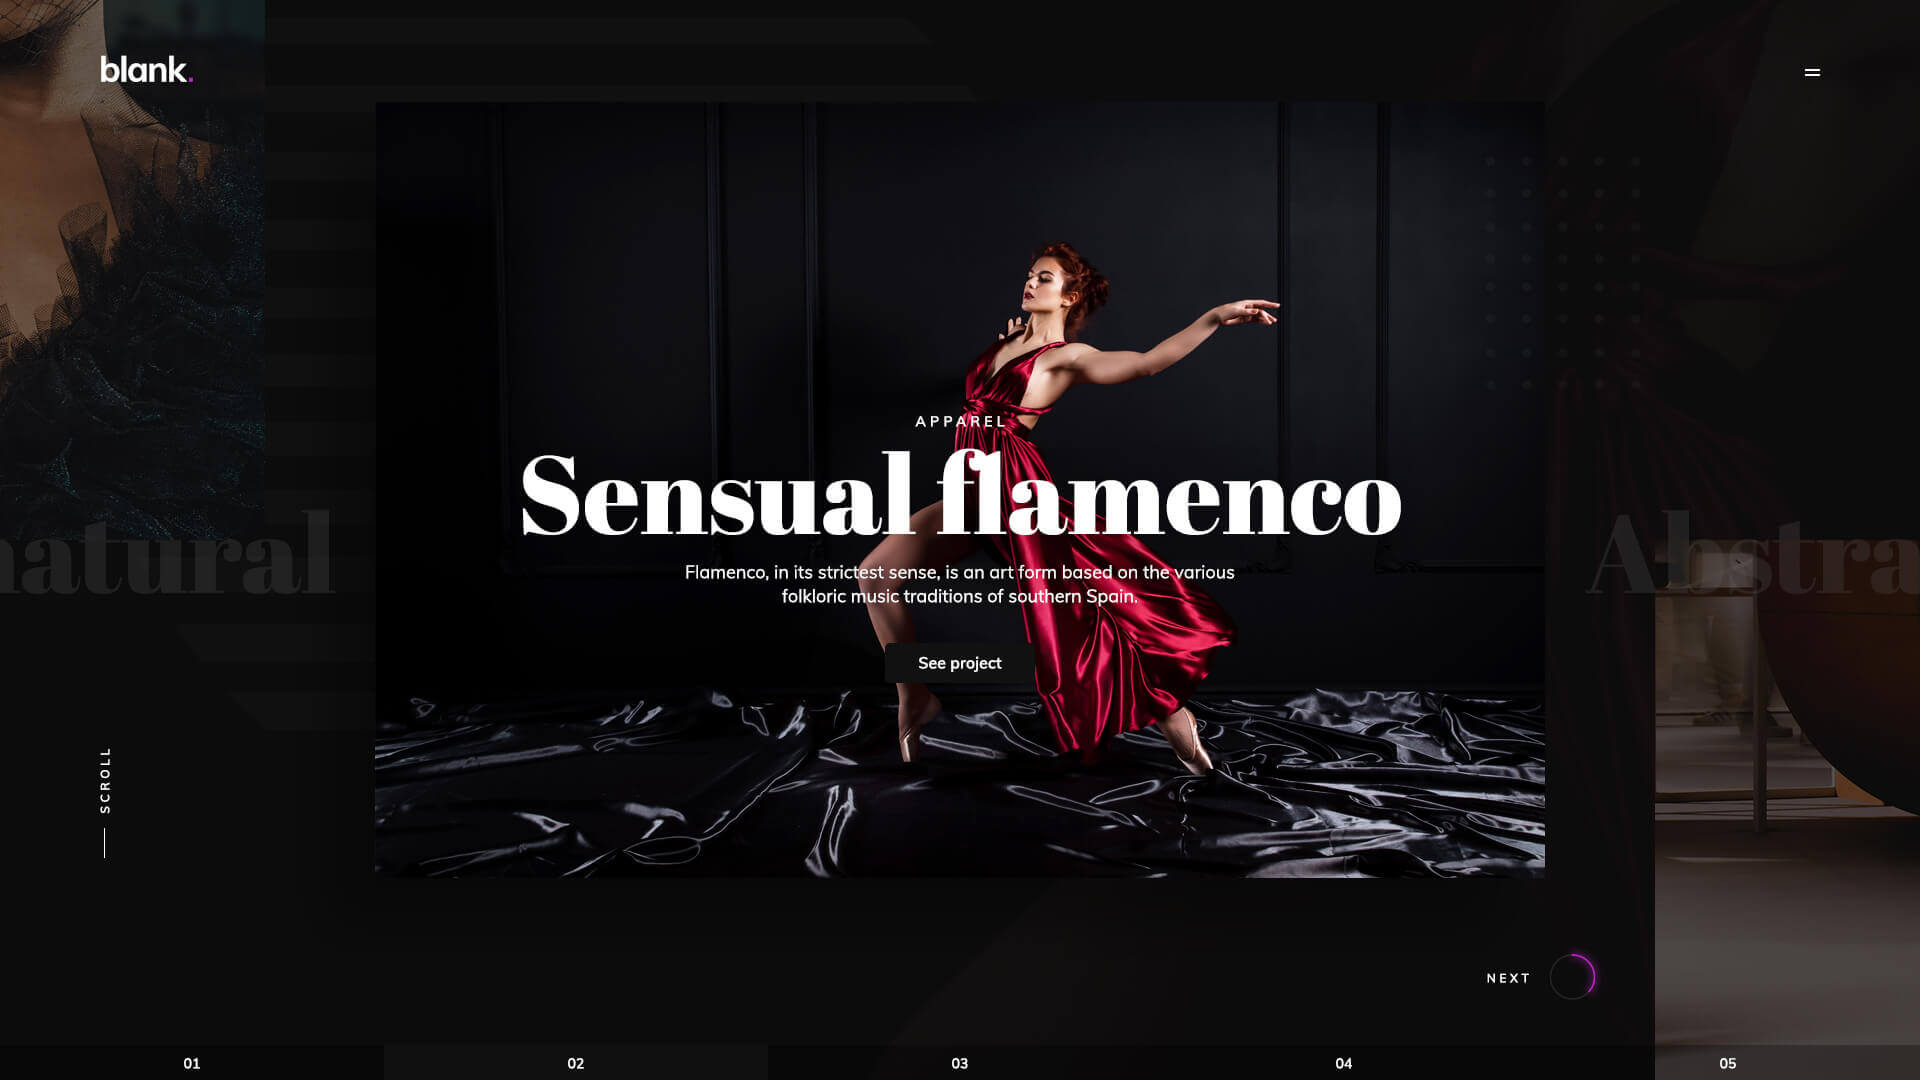 blank.
APPAREL
natural
Sensual flamenco
Abstra
Flamenco, in its strictest sense, is an art form based on the various
folkloric music traditions of southern Spain.
See project
SCROLL
NEXT
01
02
03
04
05